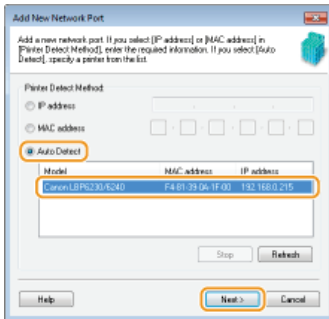 Add New Network Port
Add a new network port. If you select [IP address] or [MAC address] in
[Printer Detect Method], enter the required information. If you select [Auto
Detect], specify a printer from the list.
Printer Detect Method:
IP address
MAC address
Auto Detect
Model MAC address IP address
Canon LBP6230/6240 F4-81-39-0A-1F-00 192.168.0.215
Stop Refresh
Help Next > Cancel